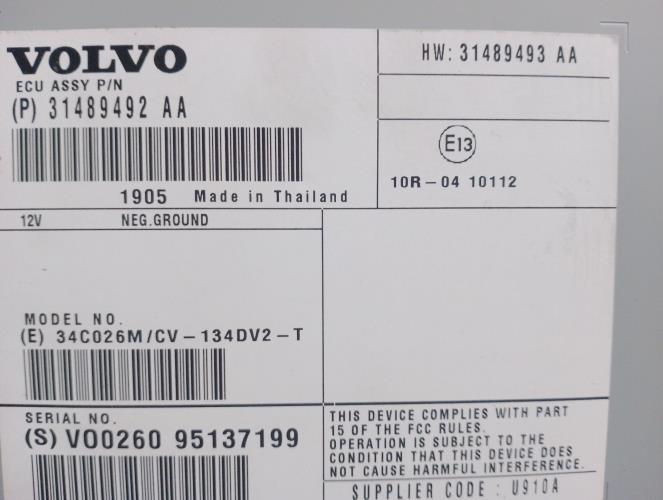 VOLVO
ECU ASSY P/N
(P) 31489492 AA
1905 Made in Thailand
HW: 31489493 AA
E13
10R-04 10112
12V NEG.GROUND
MODEL NO.
(E) 34C026M/CV-134DV2-T
SERIAL NO.
(S) V00260 95137199
THIS DEVICE COMPLIES WITH PART
15 OF THE FCC RULES.
OPERATION IS SUBJECT TO THE
CONDITION THAT THIS DEVICE DOES
NOT CAUSE HARMFUL INTERFERENCE.
SUPPLIER CODE : U910A